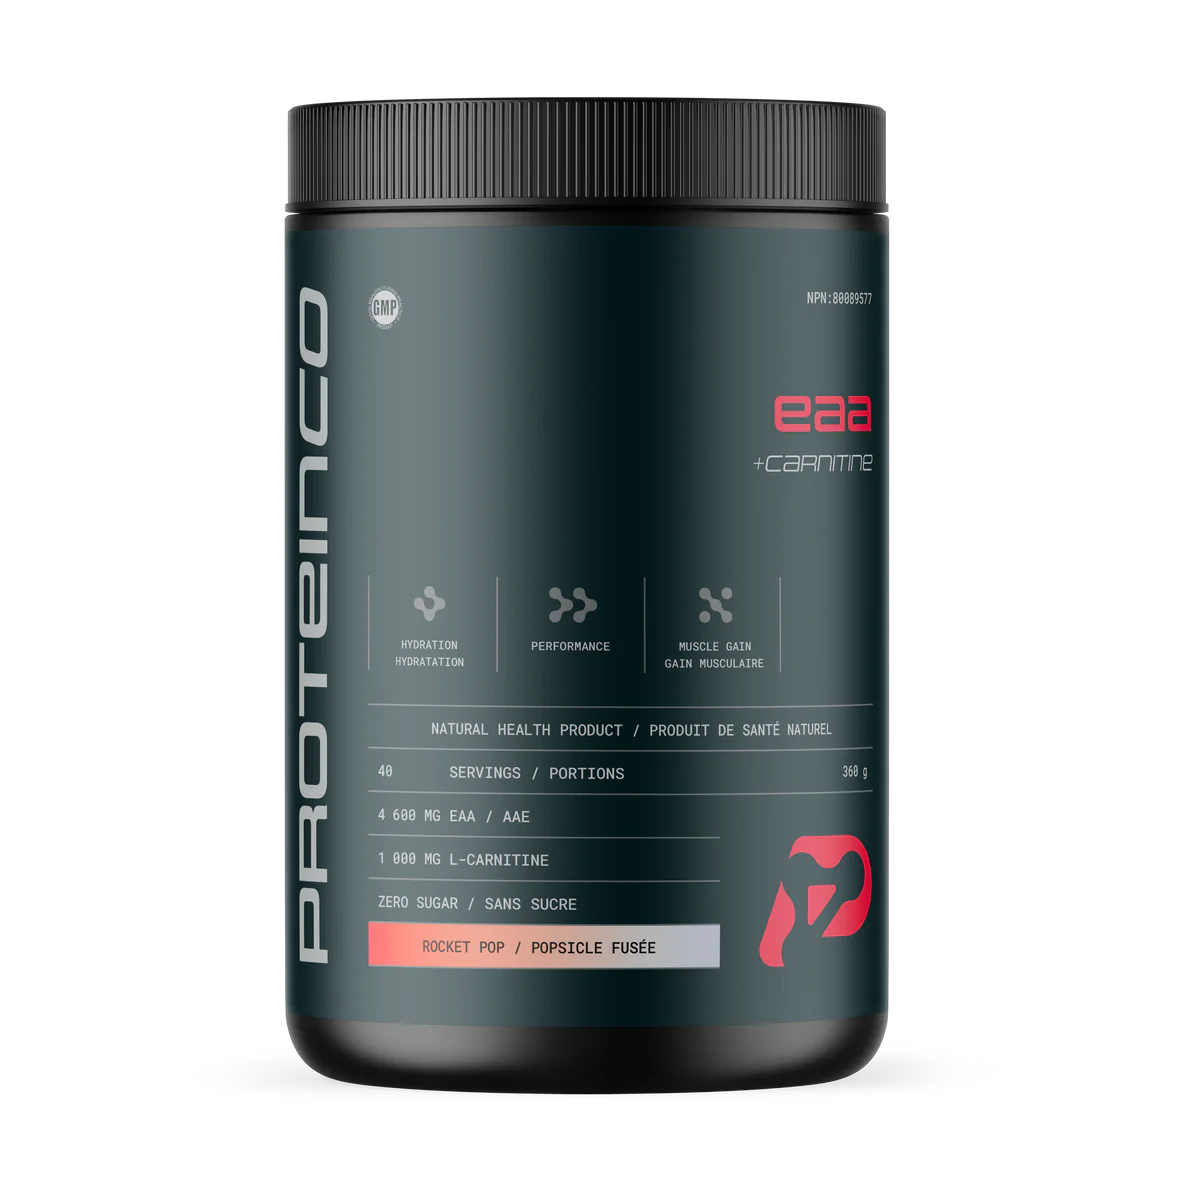 PROTEINCO
GMP
NPN:80089577
eaa
+CARNITINE
HYDRATION
HYDRATATION
PERFORMANCE
MUSCLE GAIN
GAIN MUSCULAIRE
NATURAL HEALTH PRODUCT / PRODUIT DE SANTÉ NATUREL
40 SERVINGS / PORTIONS 360 g
4 600 MG EAA / AAE
1 000 MG L-CARNITINE
ZERO SUGAR / SANS SUCRE
ROCKET POP / POPSICLE FUSÉE